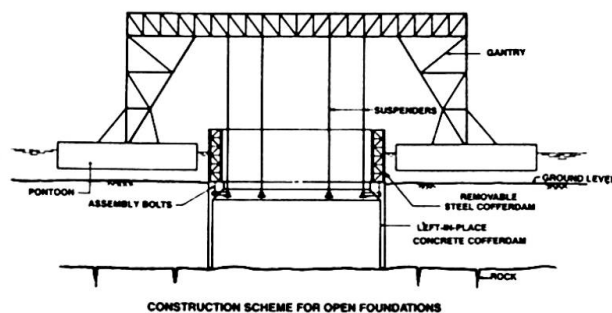 GANTRY
SUSPENDERS
PONTOON
ASSEMBLY BOLTS
GROUND LEVEL
REMOVABLE
STEEL COFFERDAM
LEFT-IN-PLACE
CONCRETE COFFERDAM
ROCK
CONSTRUCTION SCHEME FOR OPEN FOUNDATIONS